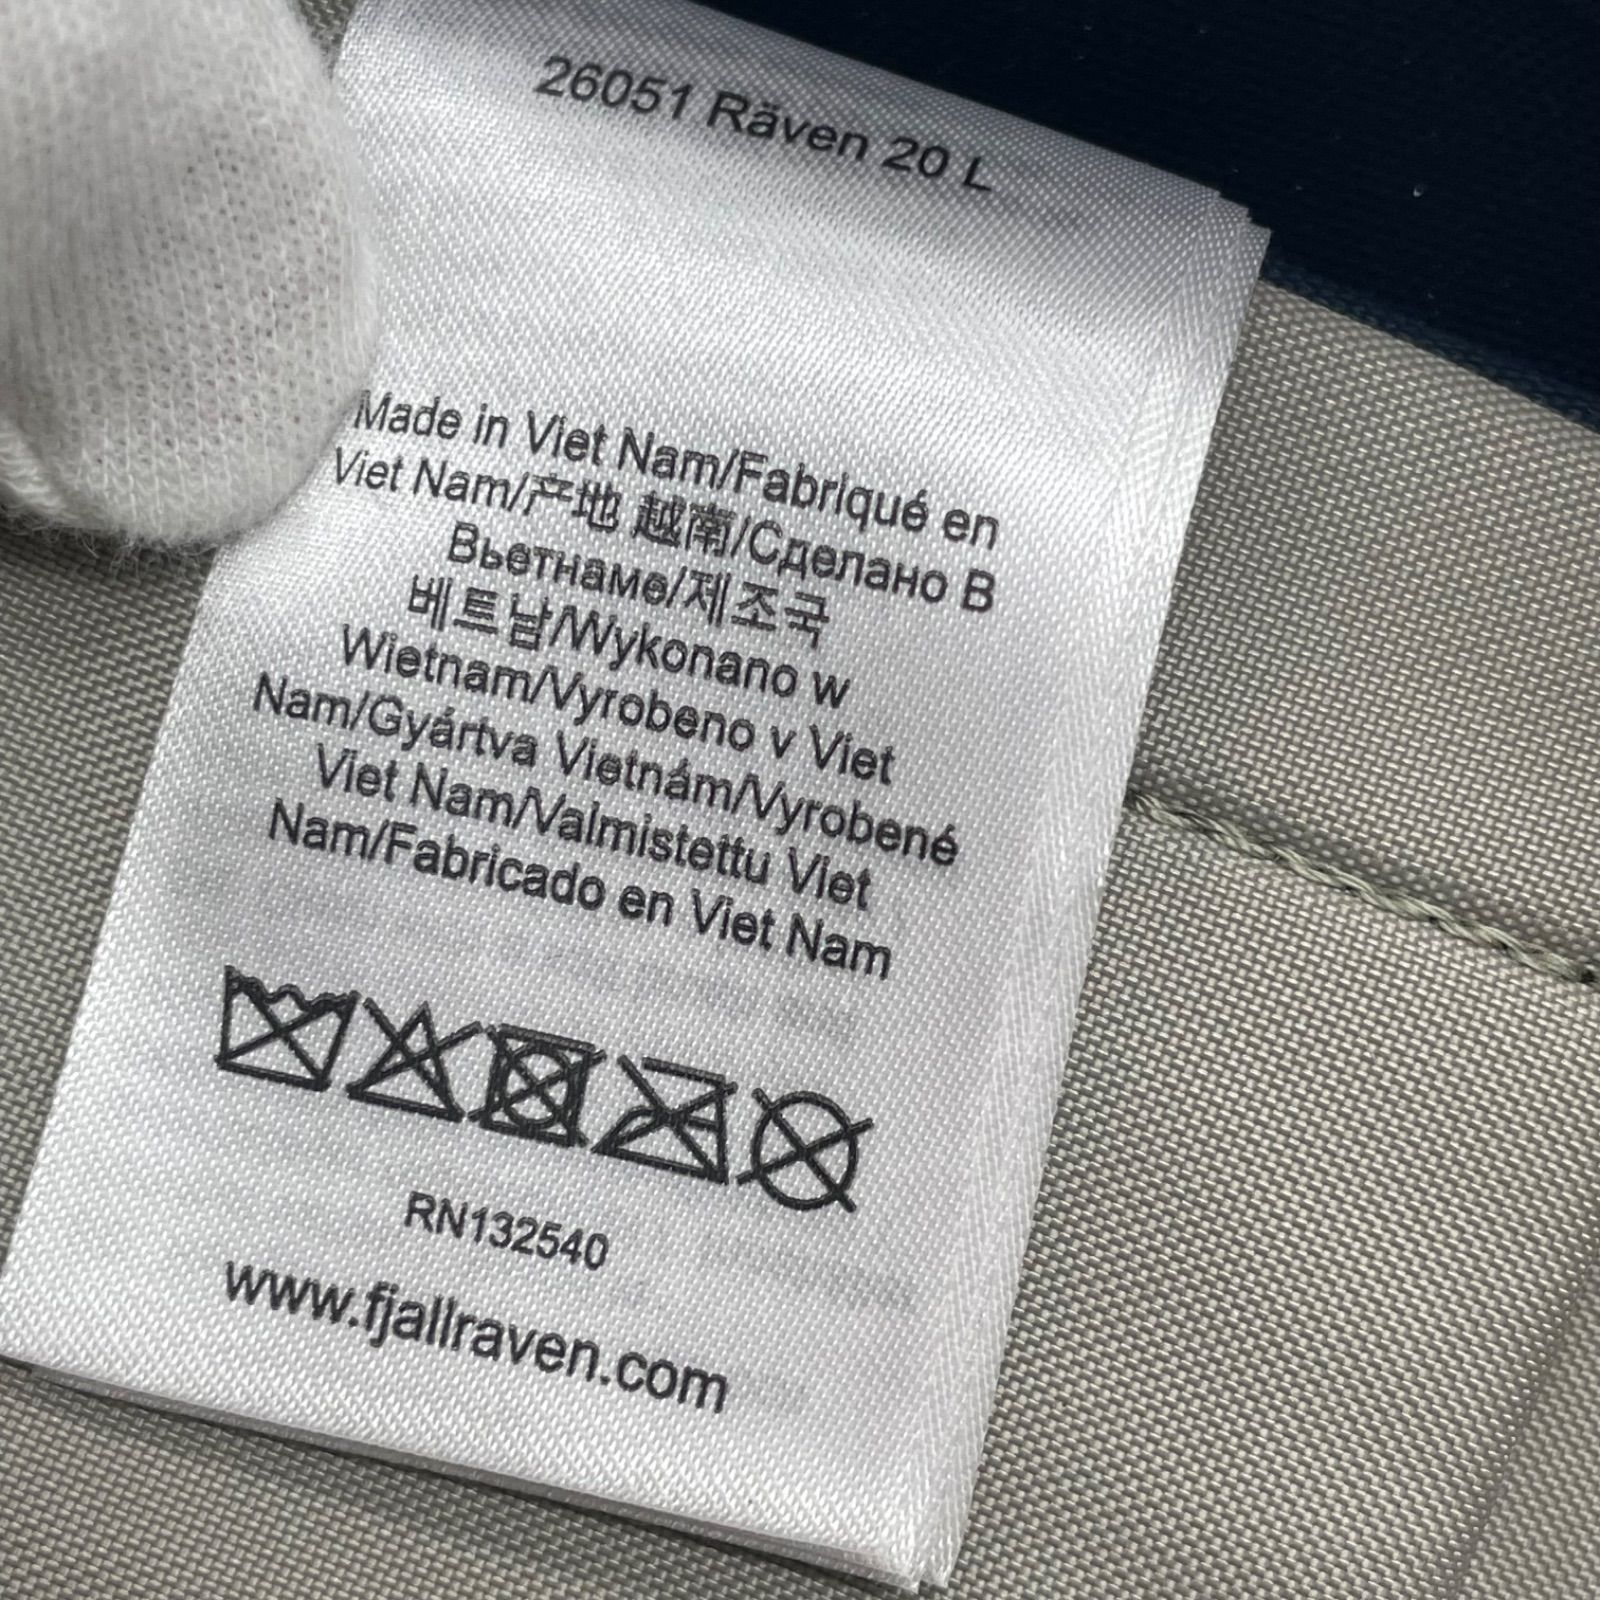 26051 Räven 20 L
Made in Viet Nam/Fabriqué en
Viet Nam/产地 越南/Сделано В
Вьетнаме/제조국
베트남/Wykonano w
Wietnam/Vyrobeno v Viet
Nam/Gyártva Vietnám/Vyrobené
Viet Nam/Valmistettu Viet
Nam/Fabricado en Viet Nam
RN132540
www.fjallraven.com